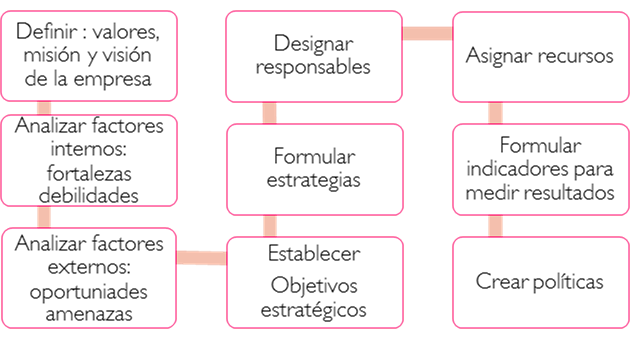 Definir : valores,
misión y visión
de la empresa
Analizar factores
internos:
fortalezas
debilidades
Analizar factores
externos:
oportuniades
amenazas
Establecer
Objetivos
estratégicos
Formular
estrategias
Designar
responsables
Asignar recursos
Formular
indicadores para
medir resultados
Crear políticas